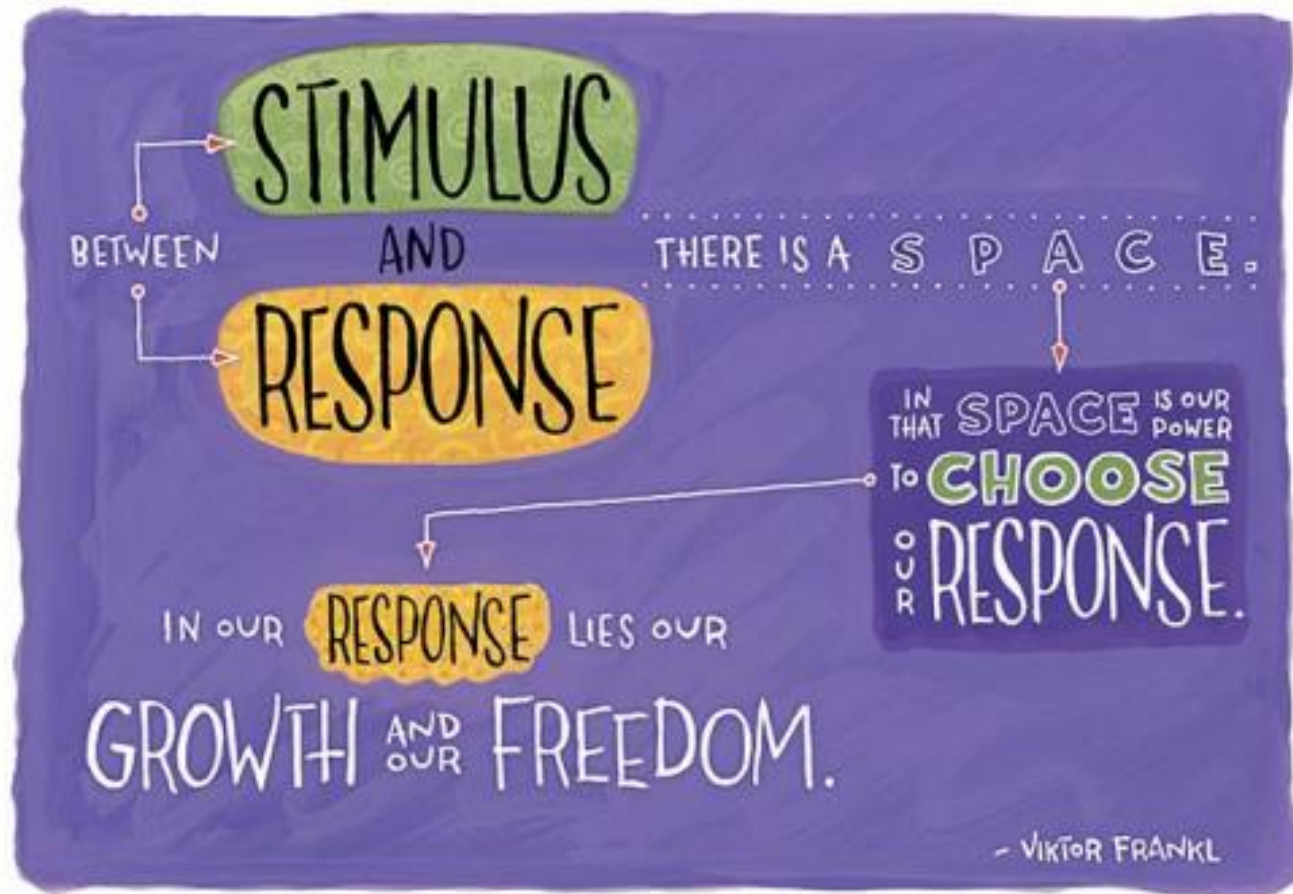 BETWEEN
STIMULUS
AND
RESPONSE
THERE IS A SPACE.
IN THAT SPACE IS OUR POWER
TO CHOOSE
OUR RESPONSE.
IN OUR RESPONSE LIES OUR
GROWTH AND OUR FREEDOM.
- VIKTOR FRANKL